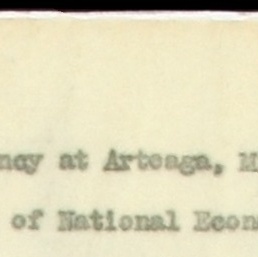 ncy at Arteaga, M
of National Econ